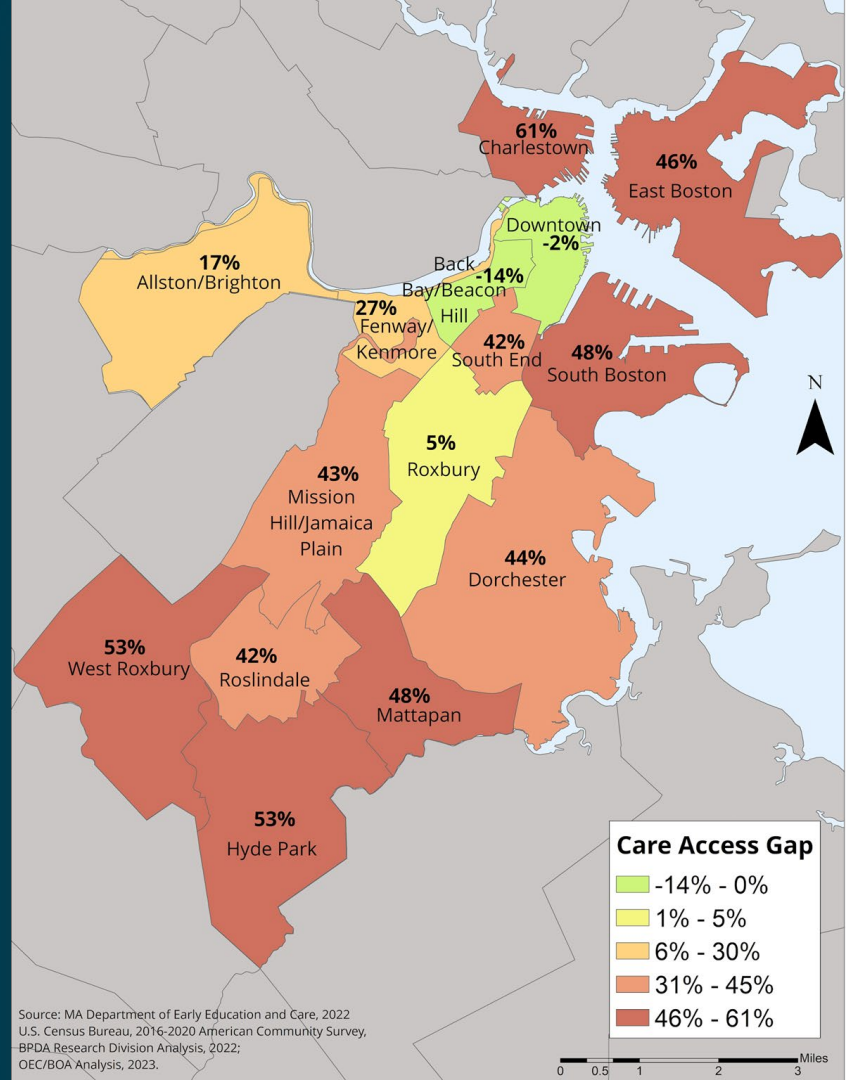 61%
Charlestown
46%
East Boston
Downtown
-2%
17%
Allston/Brighton
Back
-14%
Bay/Beacon
Hill
27%
Fenway/
Kenmore
42%
South End
48%
South Boston
N
5%
Roxbury
43%
Mission
Hill/Jamaica
Plain
44%
Dorchester
53%
West Roxbury
42%
Roslindale
48%
Mattapan
53%
Hyde Park
Care Access Gap
-14% - 0%
1% - 5%
6% - 30%
31% - 45%
46% - 61%
Source: MA Department of Early Education and Care, 2022
U.S. Census Bureau, 2016-2020 American Community Survey,
BPDA Research Division Analysis, 2022;
OEC/BOA Analysis, 2023.
Miles
0 0.5 1 2 3